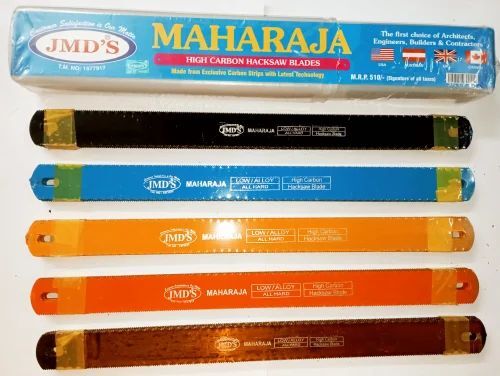 Customer Satisfaction is Our Motto
JMD'S
T.M. NO.: 1577917
MAHARAJA
HIGH CARBON HACKSAW BLADES
Made from Exclusive Carbon Strips with Latest Technology.
The first choice of Architects,
Engineers, Builders & Contractors
USA
M.R.P. 510/- (Signature of all taxes)
JMD'S MAHARAJA LOW / ALLOY High Carbon
ALL HARD Hacksaw Blade
JMD'S MAHARAJA LOW / ALLOY High Carbon
ALL HARD Hacksaw Blade
JMD'S MAHARAJA LOW / ALLOY High Carbon
ALL HARD Hacksaw Blade
JMD'S MAHARAJA LOW / ALLOY High Carbon
ALL HARD Hacksaw Blade
JMD'S MAHARAJA LOW / ALLOY High Carbon
ALL HARD Hacksaw Blade